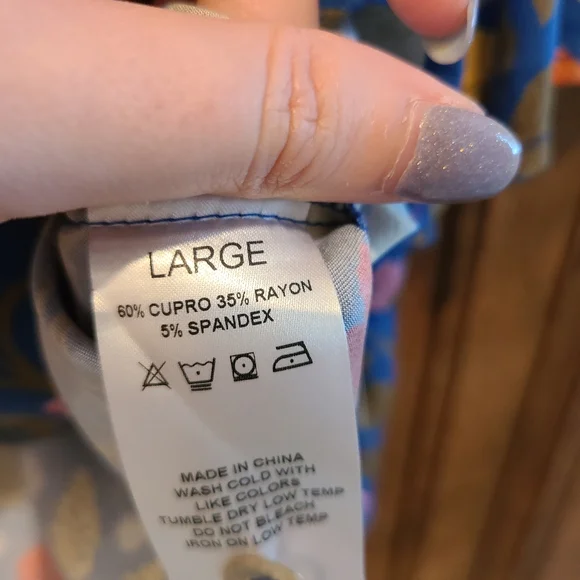 LARGE
60% CUPRO 35% RAYON
5% SPANDEX
MADE IN CHINA
WASH COLD WITH
LIKE COLORS
TUMBLE DRY LOW TEMP
DO NOT BLEACH
IRON ON LOW TEMP